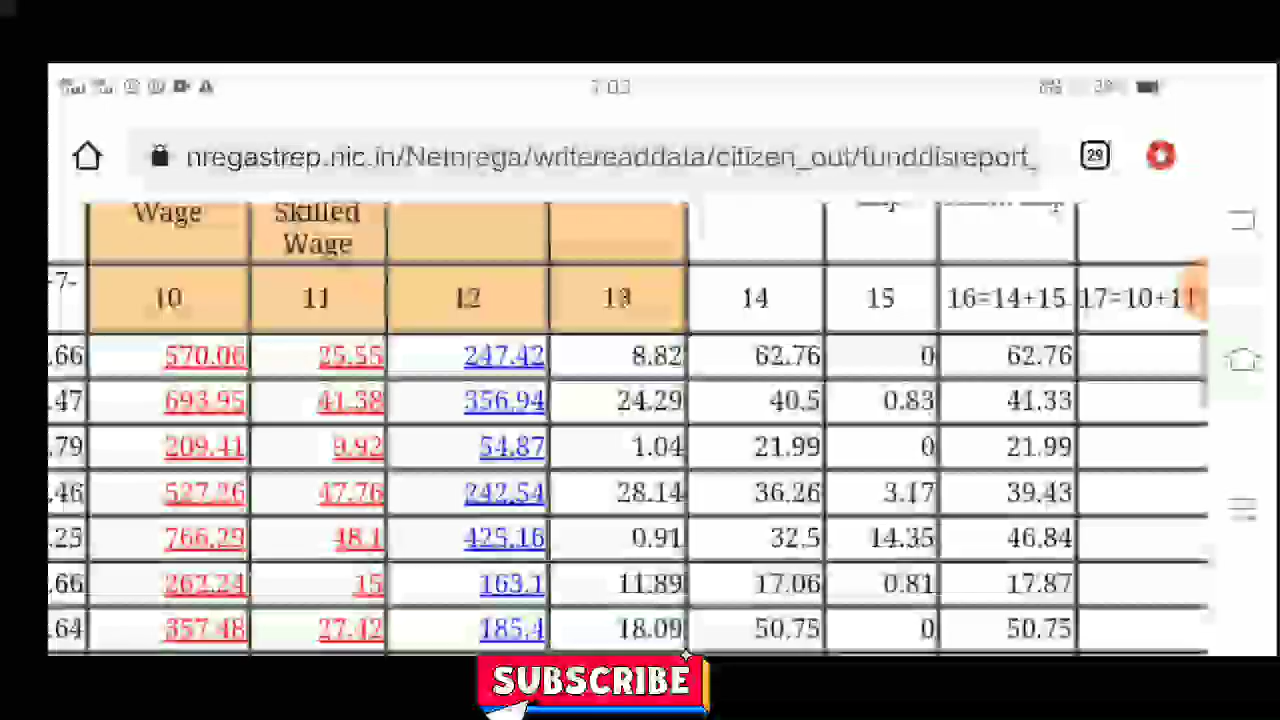 nregastrep.nic.in/Netnrega/writereaddata/citizen_out/funddisreport_ 29
Wage Skilled
Wage
-7- 10 11 12 13 14 15 16=14+15 17=10+11
.66 570.06 25.55 247.42 8.82 62.76 0 62.76
.47 693.95 41.38 356.94 24.29 40.5 0.83 41.33
.79 209.41 9.92 54.87 1.04 21.99 0 21.99
.46 527.26 47.76 242.54 28.14 36.26 3.17 39.43
.25 766.29 48.1 425.16 0.91 32.5 14.35 46.84
.66 262.24 15 163.1 11.89 17.06 0.81 17.87
.64 357.48 27.42 185.4 18.09 50.75 0 50.75
SUBSCRIBE